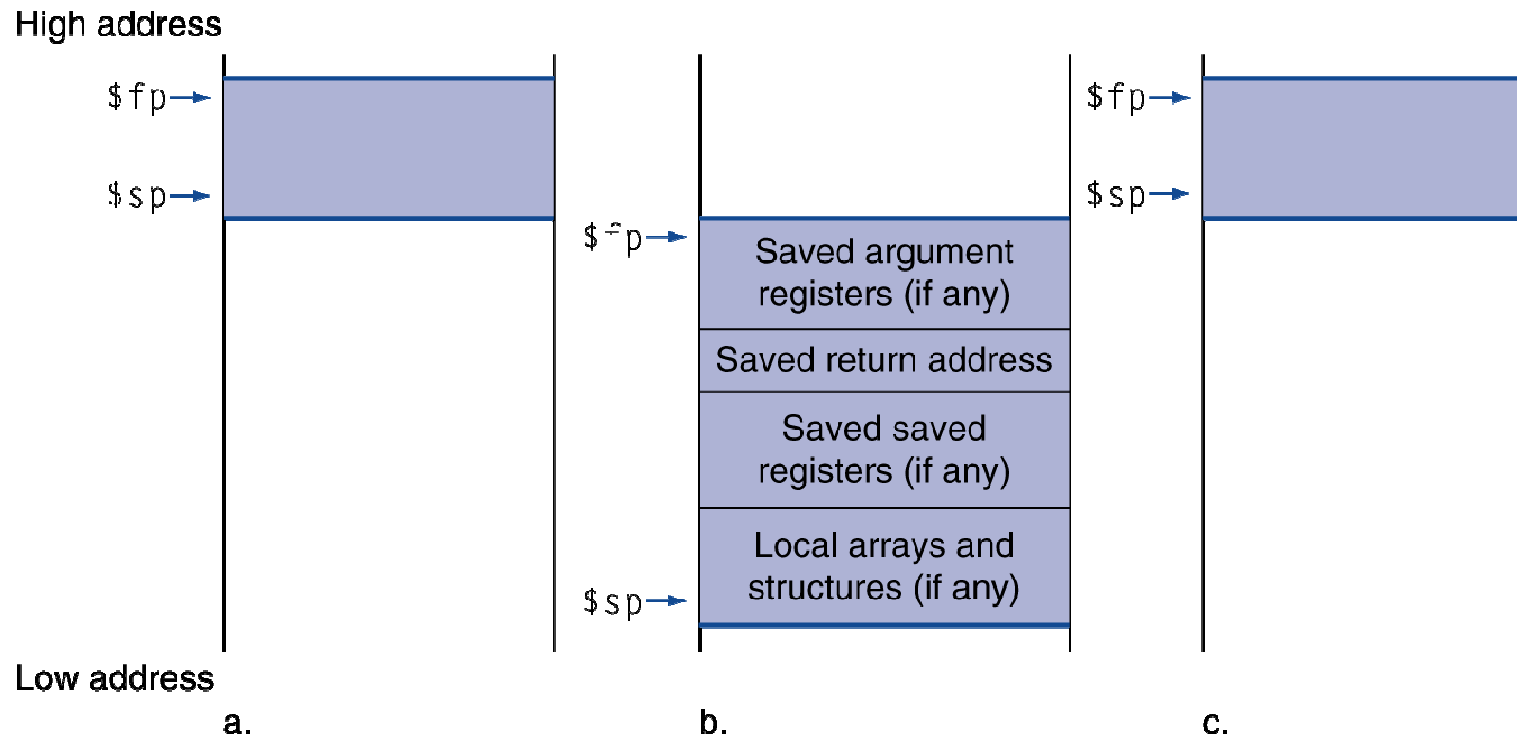 High address
$fp
$sp
$fp
Saved argument
registers (if any)
Saved return address
Saved saved
registers (if any)
Local arrays and
structures (if any)
$sp
$fp
$sp
Low address
a.
b.
c.